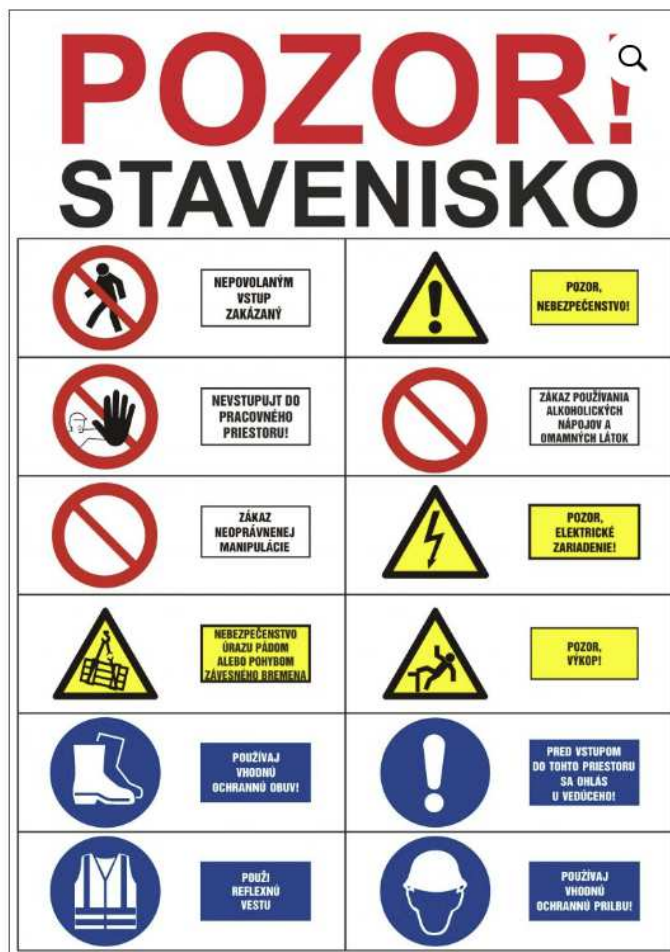 POZOR!
STAVENISKO
NEPOVOLANÝM
VSTUP
ZAKÁZANÝ
POZOR,
NEBEZPEČENSTVO!
NEVSTUPUJT DO
PRACOVNÉHO
PRIESTORU!
ZÁKAZ POUŽÍVANIA
ALKOHOLICKÝCH
NÁPOJOV A
OMAMNÝCH LÁTOK
ZÁKAZ
NEOPRÁVNENEJ
MANIPULÁCIE
POZOR,
ELEKTRICKÉ
ZARIADENIE!
NEBEZPEČENSTVO
ÚRAZU PÁDOM
ALEBO POHYBOM
ZÁVESNÉHO BREMENA
POZOR,
VÝKOP!
POUŽÍVAJ
VHODNÚ
OCHRANNÚ OBUV!
PRED VSTUPOM
DO TOHTO PRIESTORU
SA OHLÁS
U VEDÚCEHO!
POUŽI
REFLEXNÚ
VESTU
POUŽÍVAJ
VHODNÚ
OCHRANNÚ PRILBU!